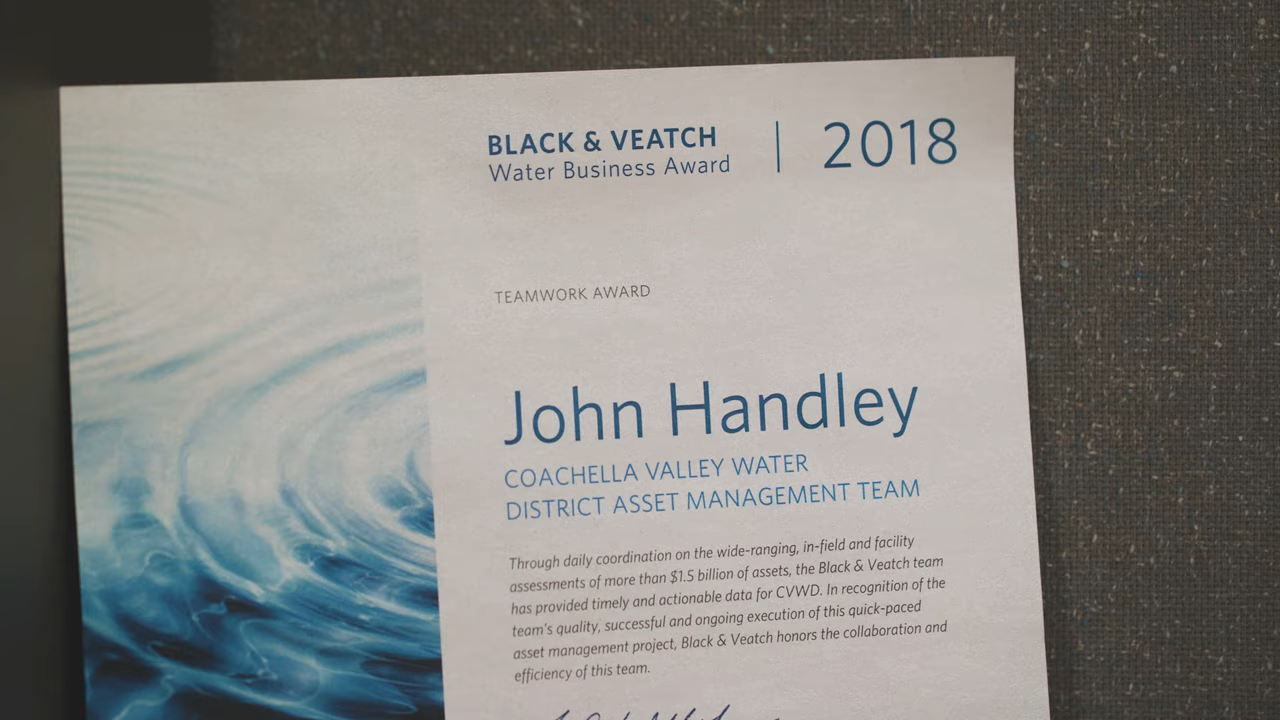 BLACK & VEATCH
Water Business Award
2018
TEAMWORK AWARD
John Handley
COACHELLA VALLEY WATER
DISTRICT ASSET MANAGEMENT TEAM
Through daily coordination on the wide-ranging, in-field and facility
assessments of more than $1.5 billion of assets, the Black & Veatch team
has provided timely and actionable data for CVWD. In recognition of the
team's quality, successful and ongoing execution of this quick-paced
asset management project, Black & Veatch honors the collaboration and
efficiency of this team.